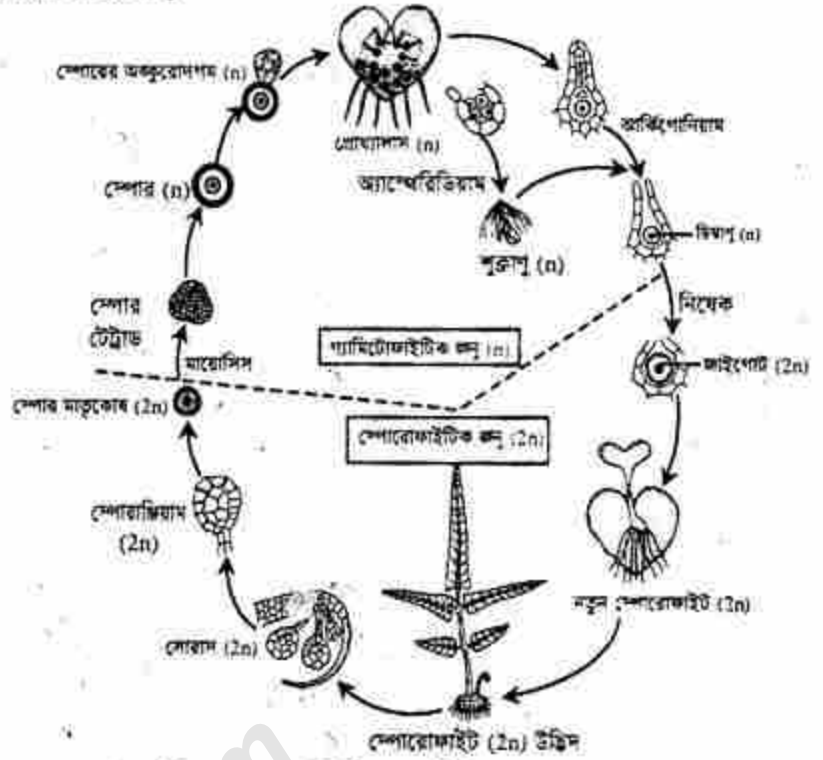 স্পোরের অঙ্কুরোদগম (n)
প্রোথ্যালাস (n)
আর্কিগোনিয়াম
স্পোর (n)
অ্যান্থেরিডিয়াম
ডিম্বাণু (n)
শুক্রাণু (n)
নিষেক
স্পোর
টেট্রাড
গ্যামিটোফাইটিক জনু (n)
মায়োসিস
জাইগোট (2n)
স্পোর মাতৃকোষ (2n)
স্পোরোফাইটিক জনু (2n)
স্পোরাঞ্জিয়াম
(2n)
নতুন স্পোরোফাইট (2n)
সোরাস (2n)
স্পোরোফাইট (2n) উদ্ভিদ